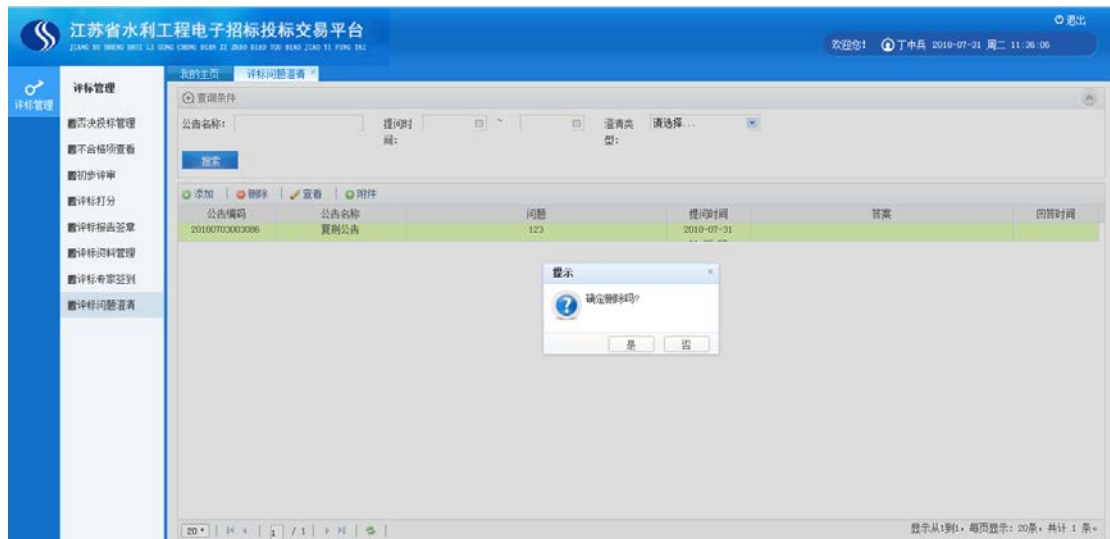 江苏省水利工程电子招标投标交易平台
退出
欢迎您! 丁中兵 2018-07-31 周二 11:36:06
评标管理
评标管理
否决投标管理
不合格项查看
初步评审
评标打分
评标报告签章
评标资料管理
评标专家签到
评标问题澄清
我的主页 评标问题澄清
查询条件
公告名称: 提问时间: ~ 澄清类型: 请选择...
搜索
添加 删除 查看 附件
公告编码 公告名称 问题 提问时间 答案 回答时间
20180703003086 复测公告 123 2018-07-31
提示
确定删除吗?
是 否
20 1 / 1
显示从1到1，每页显示: 20条，共计 1 条。